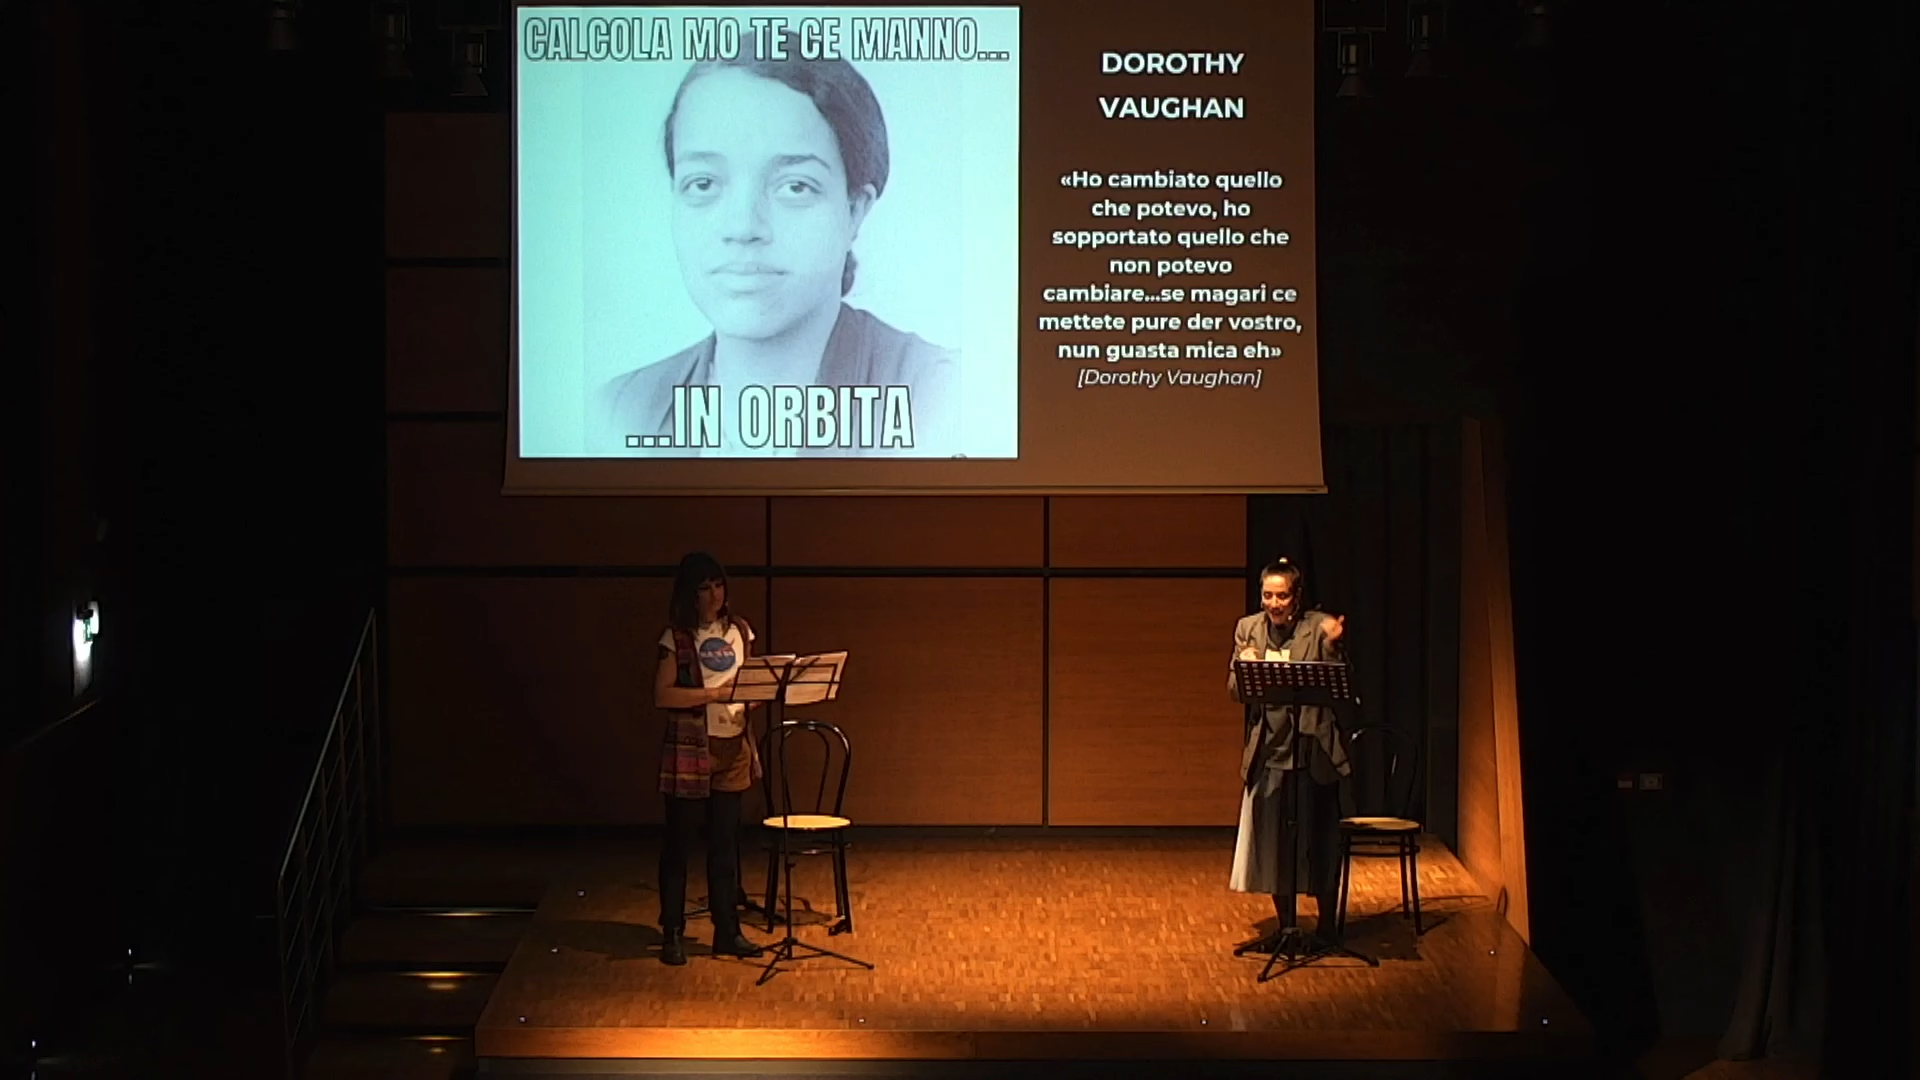 CALCOLA MO TE CE MANNO...
...IN ORBITA
DOROTHY
VAUGHAN
«Ho cambiato quello
che potevo, ho
sopportato quello che
non potevo
cambiare...se magari ce
mettete pure der vostro,
nun guasta mica eh»
[Dorothy Vaughan]
NASA